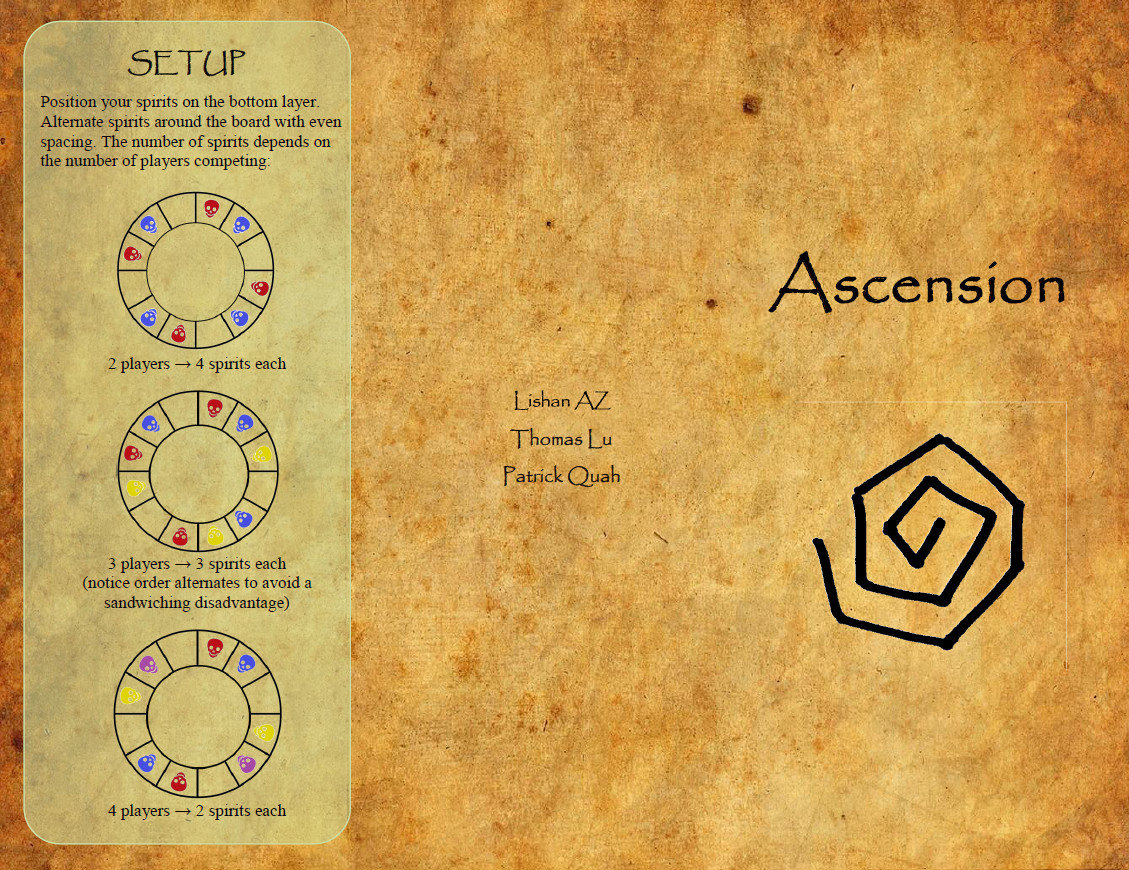 SETUP
Position your spirits on the bottom layer.
Alternate spirits around the board with even
spacing. The number of spirits depends on
the number of players competing:
2 players → 4 spirits each
3 players → 3 spirits each
(notice order alternates to avoid a
sandwiching disadvantage)
4 players → 2 spirits each
Lishan AZ
Thomas Lu
Patrick Quah
Ascension